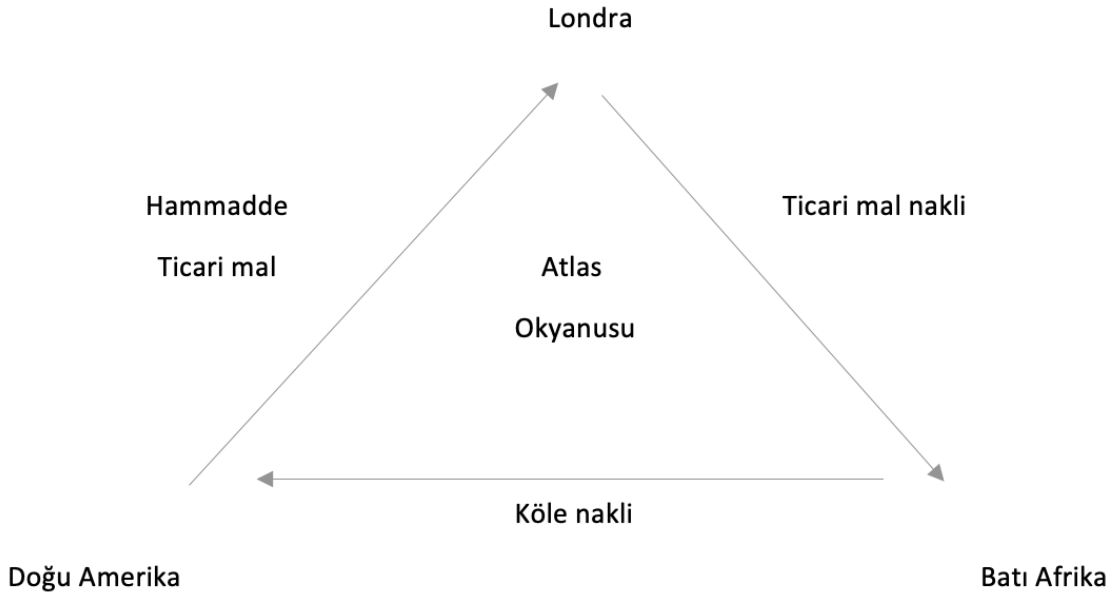 Londra
Hammadde
Ticari mal nakli
Ticari mal
Atlas
Okyanusu
Köle nakli
Doğu Amerika
Batı Afrika